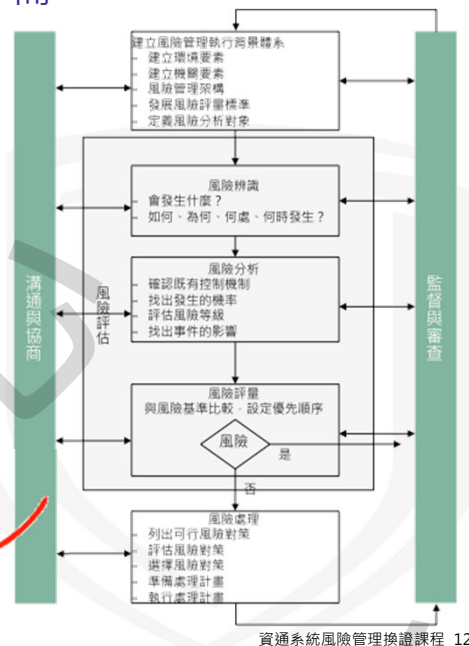 建立風險管理執行背景體系
- 建立環境要素
- 建立機關要素
- 風險管理架構
- 發展風險評量標準
- 定義風險分析對象
風險辨識
- 會發生什麼？
- 如何、為何、何處、何時發生？
風險分析
- 確認既有控制機制
- 找出發生的機率
- 評估風險等級
- 找出事件的影響
風險評估
溝通與協商
監督與審查
風險評量
與風險基準比較，設定優先順序
風險
是
否
風險處理
- 列出可行風險對策
- 評估風險對策
- 選擇風險對策
- 準備處理計畫
- 執行處理計畫
資通系統風險管理換證課程 12